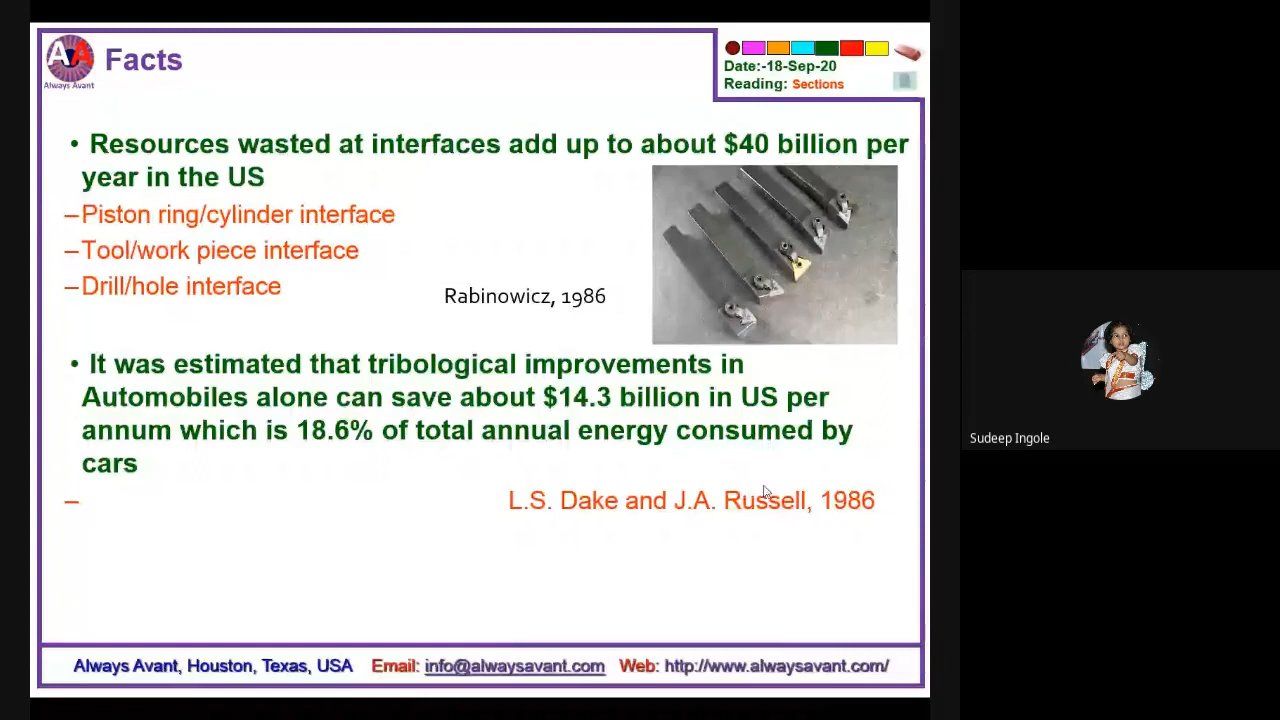 AA
Always Avant
Facts
Date:-18-Sep-20
Reading: Sections
• Resources wasted at interfaces add up to about $40 billion per
year in the US
–Piston ring/cylinder interface
–Tool/work piece interface
–Drill/hole interface
Rabinowicz, 1986
• It was estimated that tribological improvements in
Automobiles alone can save about $14.3 billion in US per
annum which is 18.6% of total annual energy consumed by
cars
– L.S. Dake and J.A. Russell, 1986
Always Avant, Houston, Texas, USA Email: info@alwaysavant.com Web: http://www.alwaysavant.com/
Sudeep Ingole